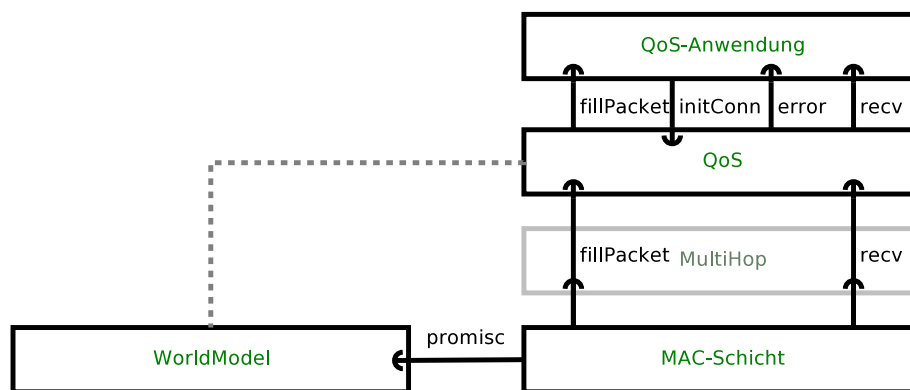 QoS-Anwendung
fillPacket initConn error recv
QoS
fillPacket MultiHop recv
promisc
WorldModel MAC-Schicht